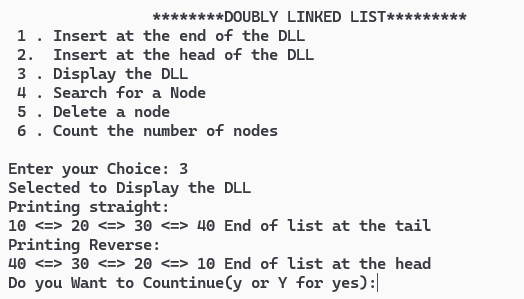 ********DOUBLY LINKED LIST*********
1 . Insert at the end of the DLL
2.  Insert at the head of the DLL
3 . Display the DLL
4 . Search for a Node
5 . Delete a node
6 . Count the number of nodes
Enter your Choice: 3
Selected to Display the DLL
Printing straight:
10 <=> 20 <=> 30 <=> 40 End of list at the tail
Printing Reverse:
40 <=> 30 <=> 20 <=> 10 End of list at the head
Do you Want to Countinue(y or Y for yes):